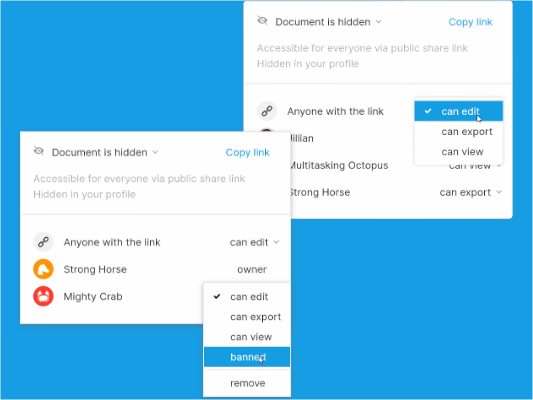 Document is hidden
Copy link
Accessible for everyone via public share link
Hidden in your profile
Anyone with the link
can edit
can export
can view
Multitasking Octopus
can view
Strong Horse
can export
Document is hidden
Copy link
Accessible for everyone via public share link
Hidden in your profile
Anyone with the link
can edit
Strong Horse
owner
Mighty Crab
can edit
can export
can view
banned
remove